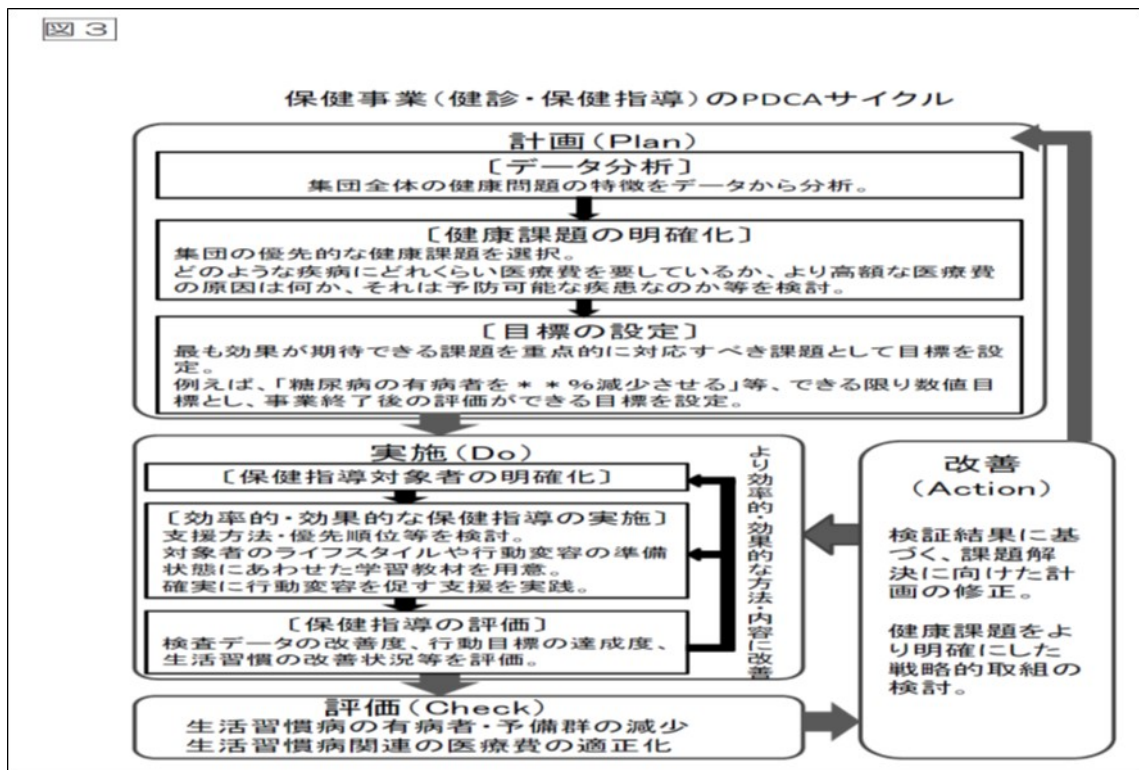 図3
保健事業(健診・保健指導)のPDCAサイクル
計画(Plan)
[データ分析]
集団全体の健康問題の特徴をデータから分析。
[健康課題の明確化]
集団の優先的な健康課題を選択。
どのような疾病にどれくらい医療費を要しているか、より高額な医療費
の原因は何か、それは予防可能な疾患なのか等を検討。
[目標の設定]
最も効果が期待できる課題を重点的に対応すべき課題として目標を設
定。
例えば、「糖尿病の有病者を**%減少させる」等、できる限り数値目
標とし、事業終了後の評価ができる目標を設定。
実施(Do)
[保健指導対象者の明確化]
[効率的・効果的な保健指導の実施]
支援方法・優先順位等を検討。
対象者のライフスタイルや行動変容の準備
状態にあわせた学習教材を用意。
確実に行動変容を促す支援を実践。
[保健指導の評価]
検査データの改善度、行動目標の達成度、
生活習慣の改善状況等を評価。
より効率的・効果的な方法・内容に改善
評価(Check)
生活習慣病の有病者・予備群の減少
生活習慣病関連の医療費の適正化
改善
(Action)
検証結果に基
づく、課題解
決に向けた計
画の修正。
健康課題をよ
り明確にした
戦略的取組の
検討。